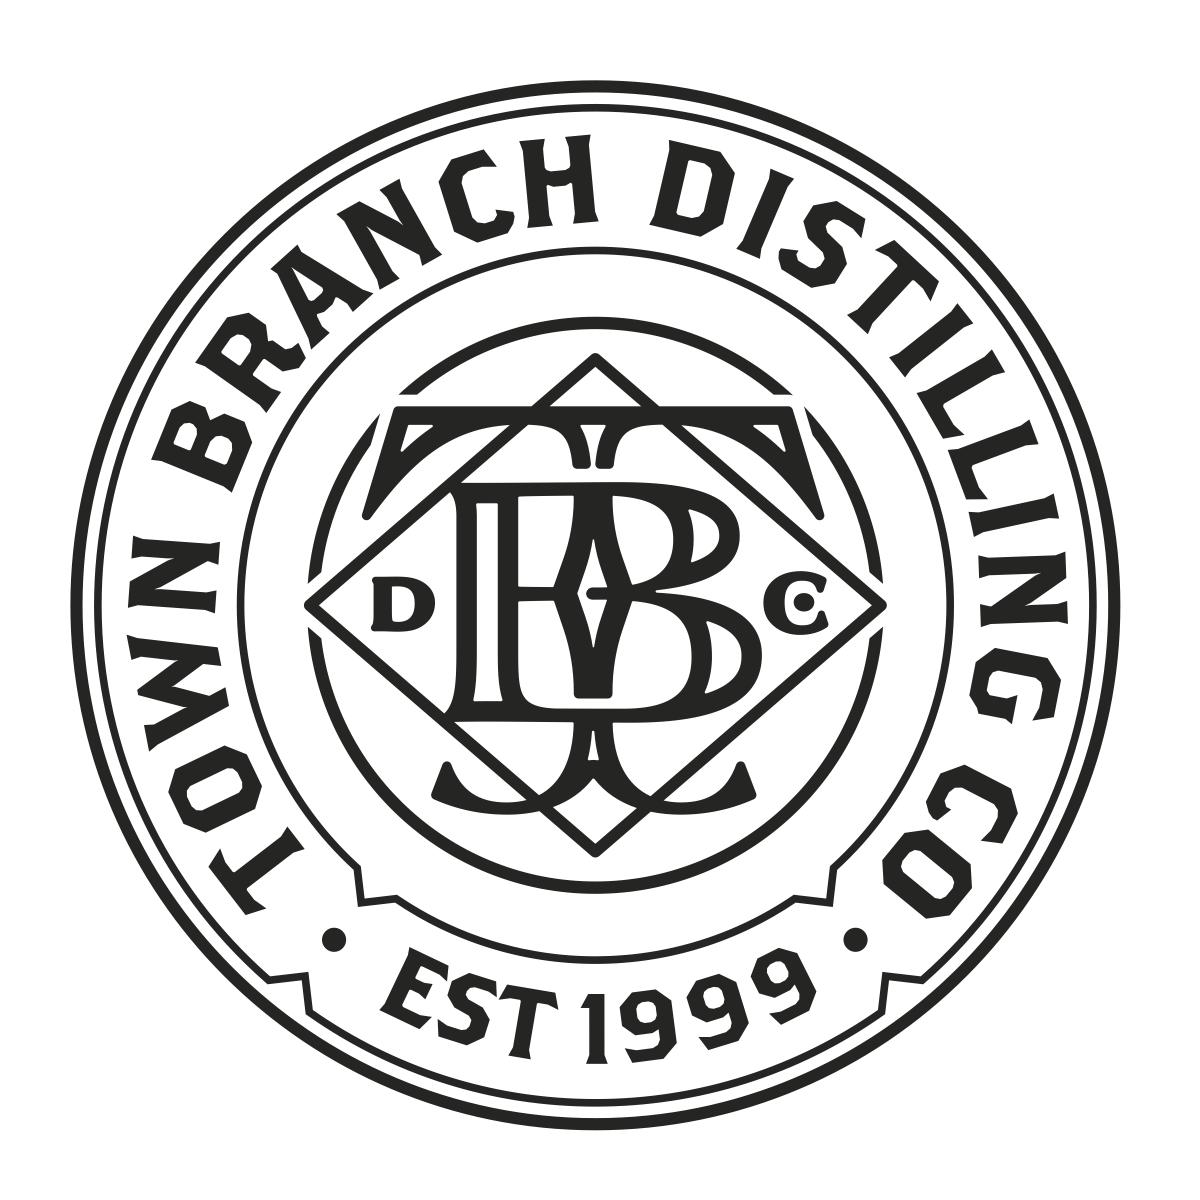 TOWN BRANCH DISTILLING CO
TB
D C
• EST 1999 •